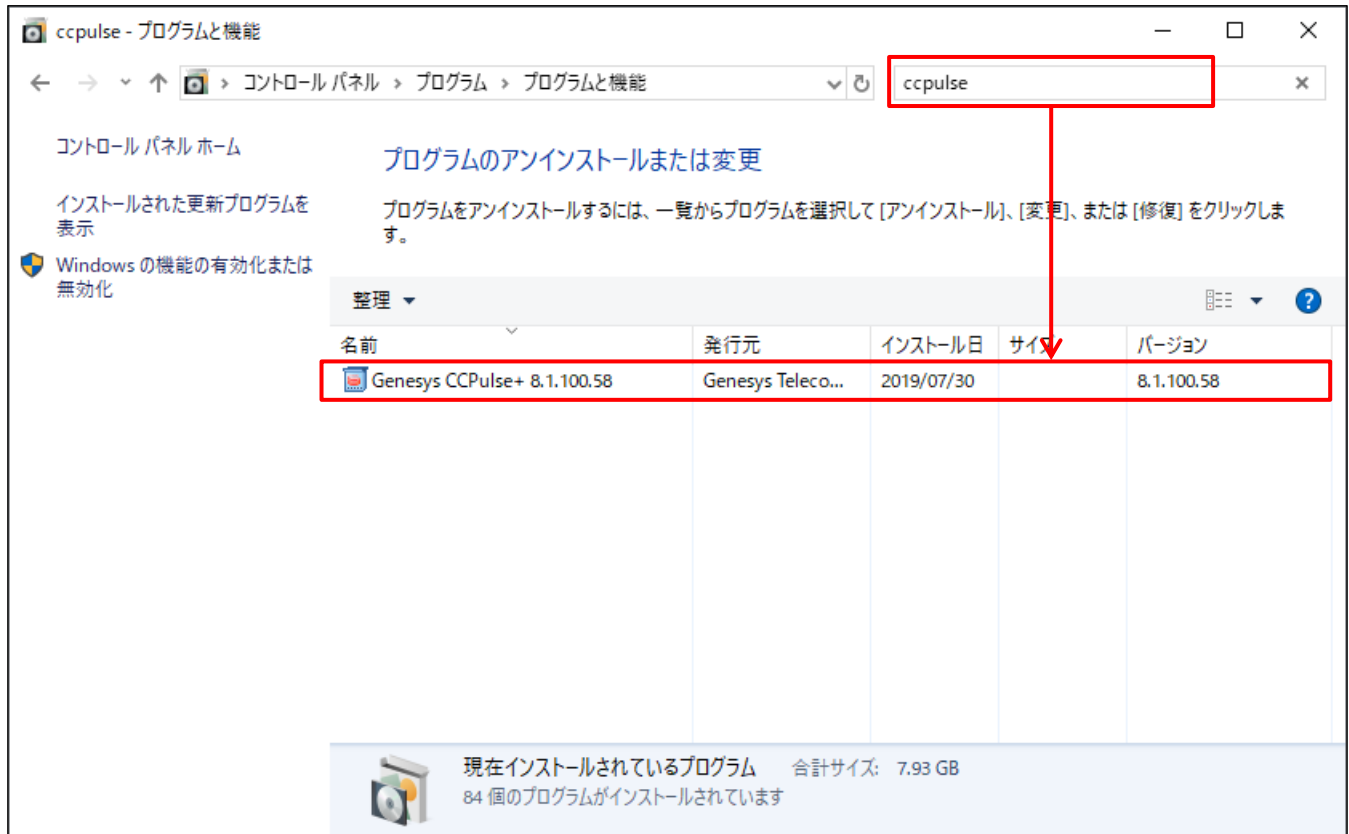 ccpulse - プログラムと機能
コントロール パネル › プログラム › プログラムと機能
ccpulse
コントロール パネル ホーム
インストールされた更新プログラムを
表示
Windows の機能の有効化または
無効化
プログラムのアンインストールまたは変更
プログラムをアンインストールするには、一覧からプログラムを選択して [アンインストール]、[変更]、または [修復] をクリックしま
す。
整理
名前 発行元 インストール日 サイズ バージョン
Genesys CCPulse+ 8.1.100.58 Genesys Teleco... 2019/07/30 8.1.100.58
現在インストールされているプログラム 合計サイズ: 7.93 GB
84 個のプログラムがインストールされています